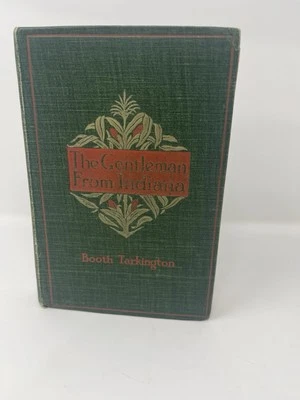 The Gentleman
From Indiana
Booth Tarkington